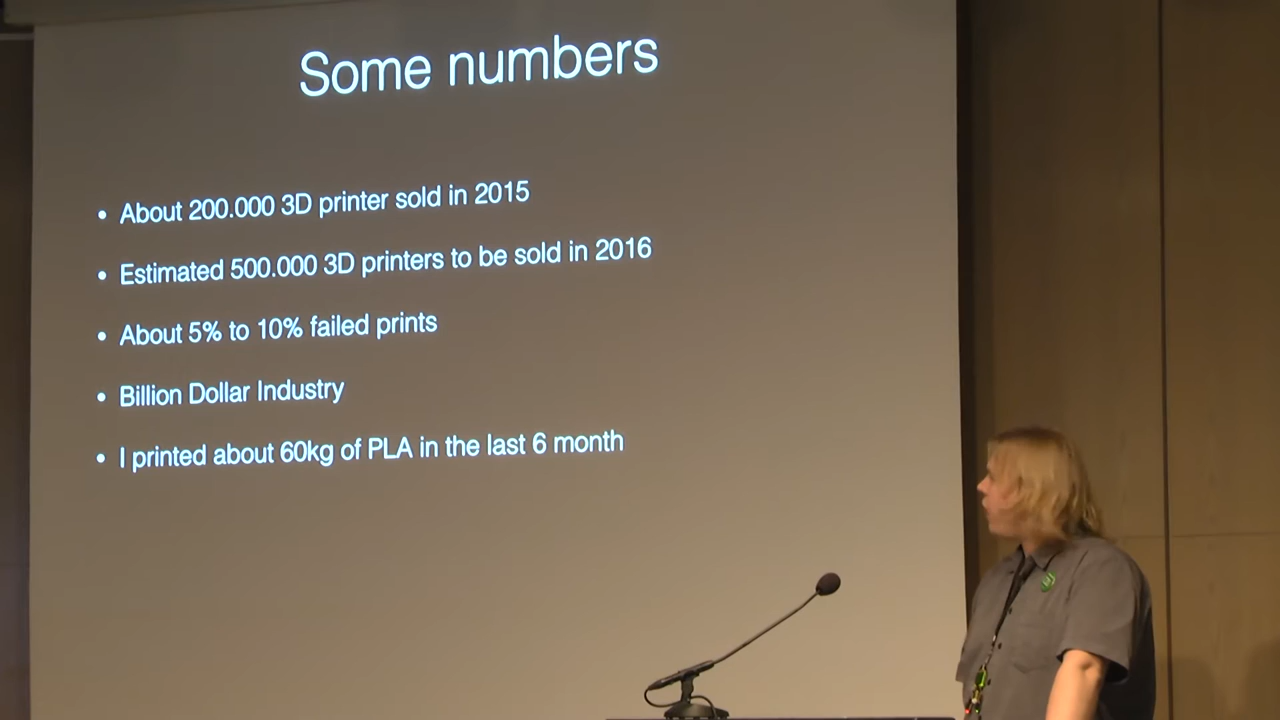 Some numbers
• About 200.000 3D printer sold in 2015
• Estimated 500.000 3D printers to be sold in 2016
• About 5% to 10% failed prints
• Billion Dollar Industry
• I printed about 60kg of PLA in the last 6 month